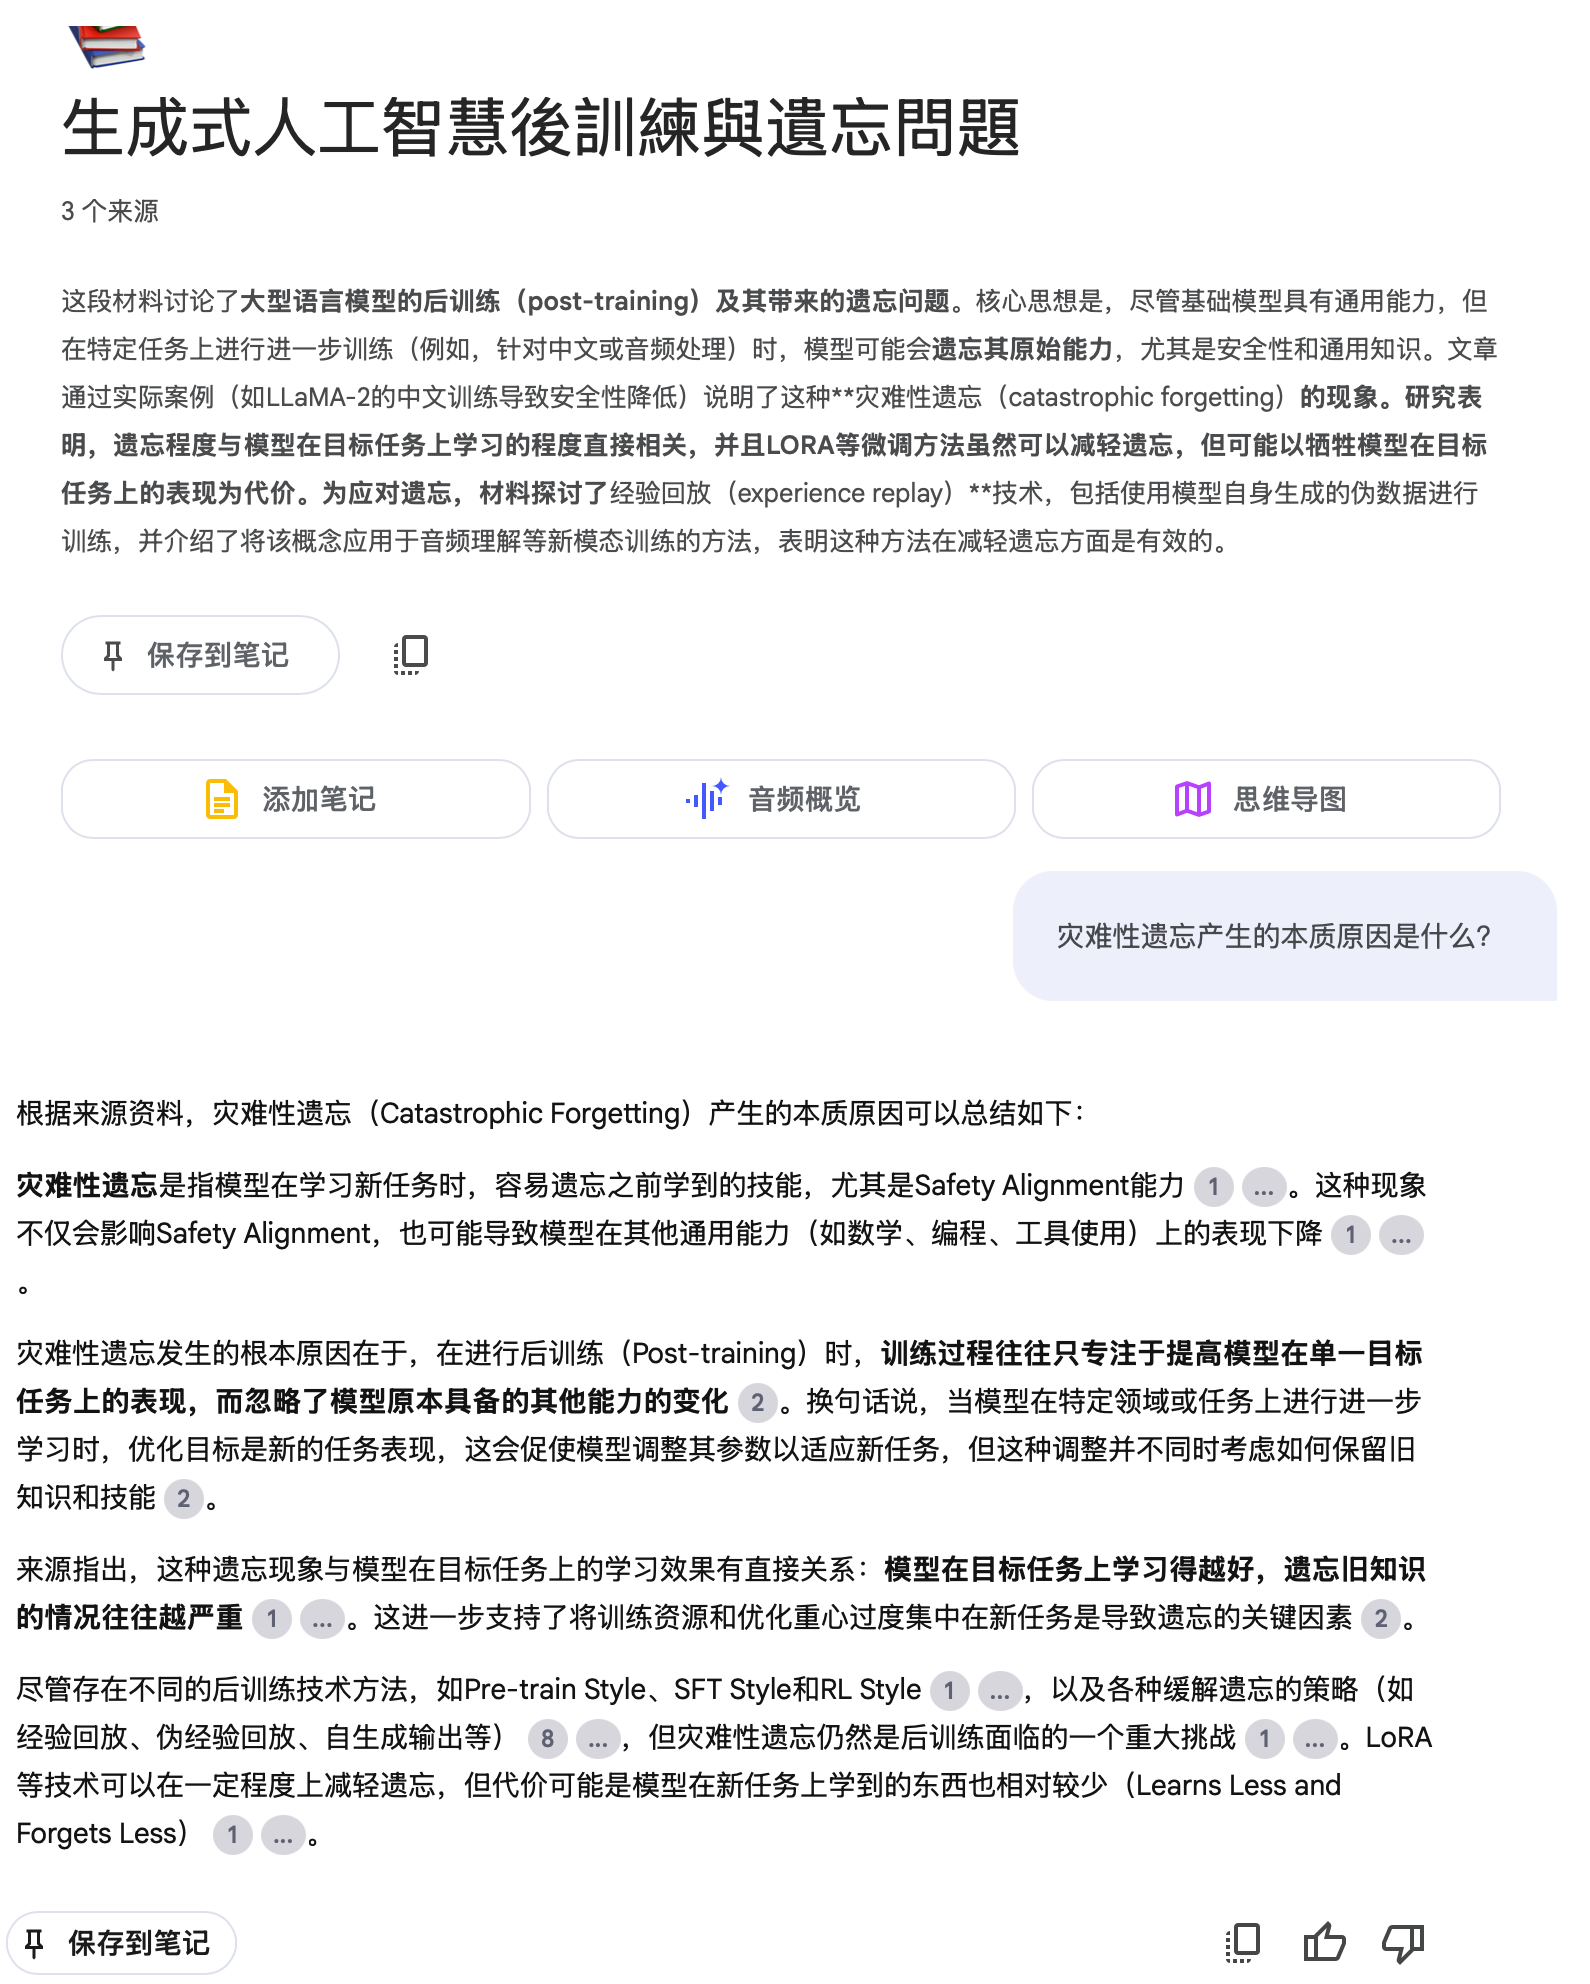 生成式人工智慧後訓練與遺忘問題
3 个来源
这段材料讨论了大型语言模型的后训练（post-training）及其带来的遗忘问题。核心思想是，尽管基础模型具有通用能力，但
在特定任务上进行进一步训练（例如，针对中文或音频处理）时，模型可能会遗忘其原始能力，尤其是安全性和通用知识。文章
通过实际案例（如LLaMA-2的中文训练导致安全性降低）说明了这种**灾难性遗忘（catastrophic forgetting）的现象。研究表
明，遗忘程度与模型在目标任务上学习的程度直接相关，并且LORA等微调方法虽然可以减轻遗忘，但可能以牺牲模型在目标
任务上的表现为代价。为应对遗忘，材料探讨了经验回放（experience replay）**技术，包括使用模型自身生成的伪数据进行
训练，并介绍了将该概念应用于音频理解等新模态训练的方法，表明这种方法在减轻遗忘方面是有效的。
保存到笔记
添加笔记 音频概览 思维导图
灾难性遗忘产生的本质原因是什么?
根据来源资料，灾难性遗忘（Catastrophic Forgetting）产生的本质原因可以总结如下：
灾难性遗忘是指模型在学习新任务时，容易遗忘之前学到的技能，尤其是Safety Alignment能力 1 ... 。这种现象
不仅会影响Safety Alignment，也可能导致模型在其他通用能力（如数学、编程、工具使用）上的表现下降 1 ...
。
灾难性遗忘发生的根本原因在于，在进行后训练（Post-training）时，训练过程往往只专注于提高模型在单一目标
任务上的表现，而忽略了模型原本具备的其他能力的变化 2 。换句话说，当模型在特定领域或任务上进行进一步
学习时，优化目标是新的任务表现，这会促使模型调整其参数以适应新任务，但这种调整并不同时考虑如何保留旧
知识和技能 2 。
来源指出，这种遗忘现象与模型在目标任务上的学习效果有直接关系：模型在目标任务上学习得越好，遗忘旧知识
的情况往往越严重 1 ... 。这进一步支持了将训练资源和优化重心过度集中在新任务是导致遗忘的关键因素 2 。
尽管存在不同的后训练技术方法，如Pre-train Style、SFT Style和RL Style 1 ... ，以及各种缓解遗忘的策略（如
经验回放、伪经验回放、自生成输出等） 8 ... ，但灾难性遗忘仍然是后训练面临的一个重大挑战 1 ... 。LoRA
等技术可以在一定程度上减轻遗忘，但代价可能是模型在新任务上学到的东西也相对较少（Learns Less and
Forgets Less） 1 ... 。
保存到笔记